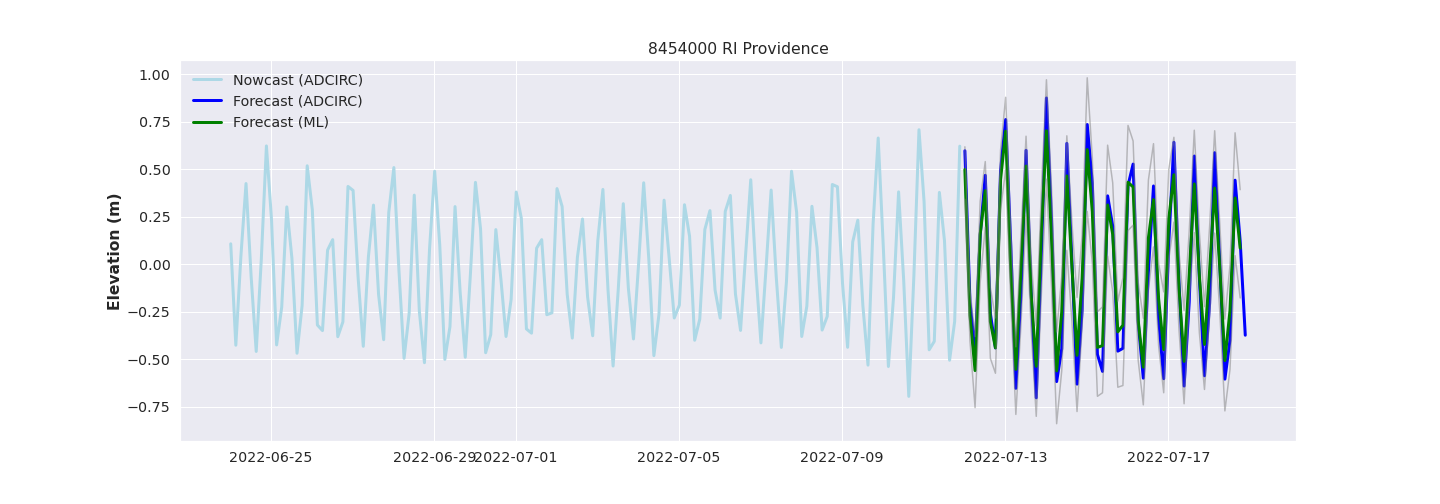 8454000 RI Providence
Nowcast (ADCIRC)
Forecast (ADCIRC)
Forecast (ML)
Elevation (m)
1.00
0.75
0.50
0.25
0.00
−0.25
−0.50
−0.75
2022-06-25 2022-06-29 2022-07-01 2022-07-05 2022-07-09 2022-07-13 2022-07-17